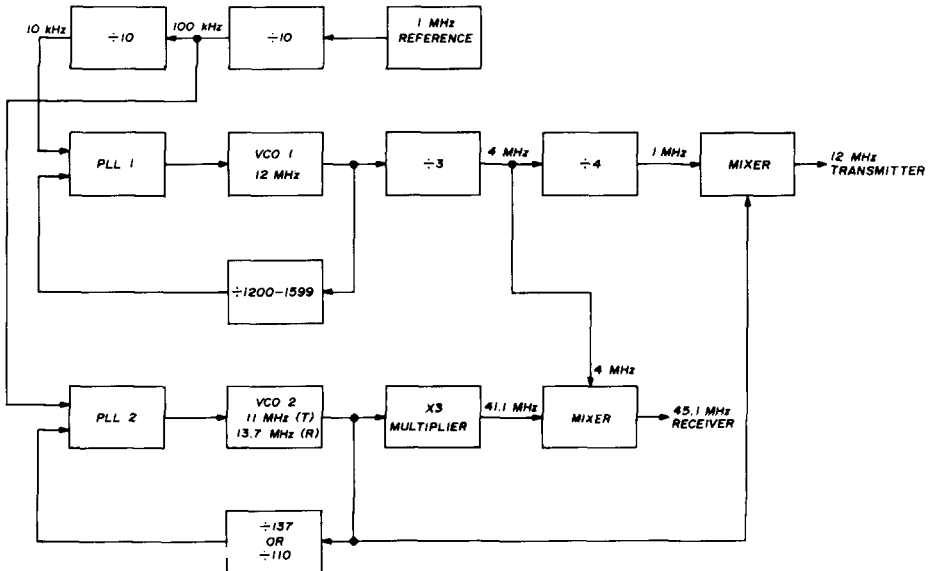 10 kHz
÷10
100 kHz
÷10
1 MHz
REFERENCE
PLL 1
VCO 1
12 MHz
÷3
4 MHz
÷4
1 MHz
MIXER
12 MHz
TRANSMITTER
÷1200-1599
4 MHz
PLL 2
VCO 2
11 MHz (T)
13.7 MHz (R)
X3
MULTIPLIER
41.1 MHz
MIXER
45.1 MHz
RECEIVER
÷137
OR
÷110